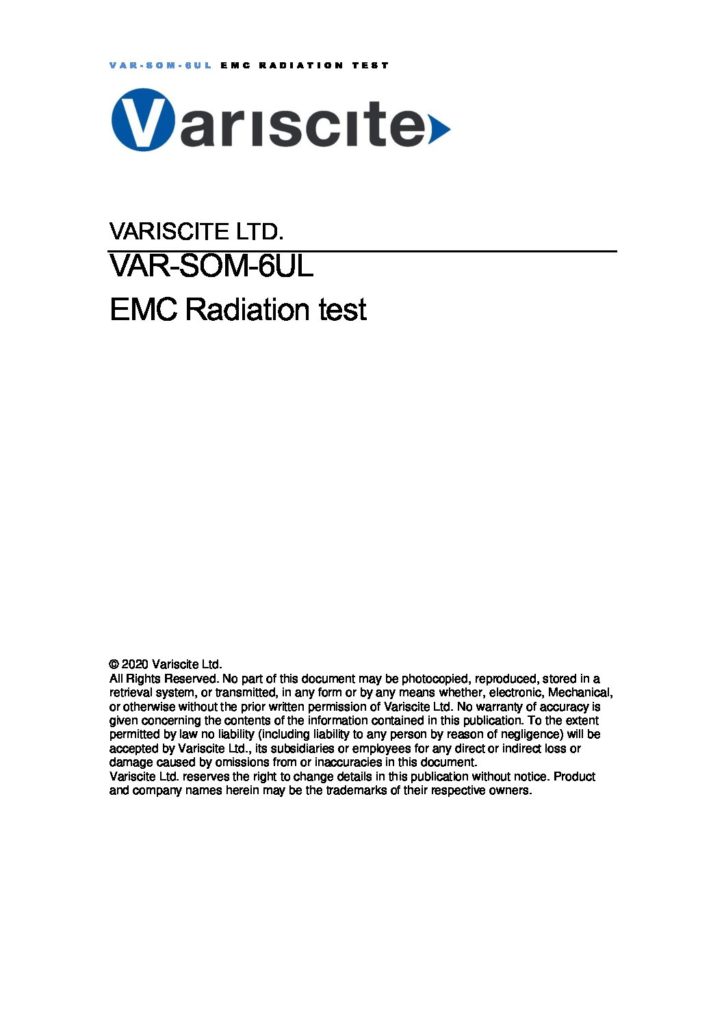 VAR-SOM-6UL EMC RADIATION TEST
Variscite
VARISCITE LTD.
VAR-SOM-6UL
EMC Radiation test
© 2020 Variscite Ltd.
All Rights Reserved. No part of this document may be photocopied, reproduced, stored in a
retrieval system, or transmitted, in any form or by any means whether, electronic, Mechanical,
or otherwise without the prior written permission of Variscite Ltd. No warranty of accuracy is
given concerning the contents of the information contained in this publication. To the extent
permitted by law no liability (including liability to any person by reason of negligence) will be
accepted by Variscite Ltd., its subsidiaries or employees for any direct or indirect loss or
damage caused by omissions from or inaccuracies in this document.
Variscite Ltd. reserves the right to change details in this publication without notice. Product
and company names herein may be the trademarks of their respective owners.